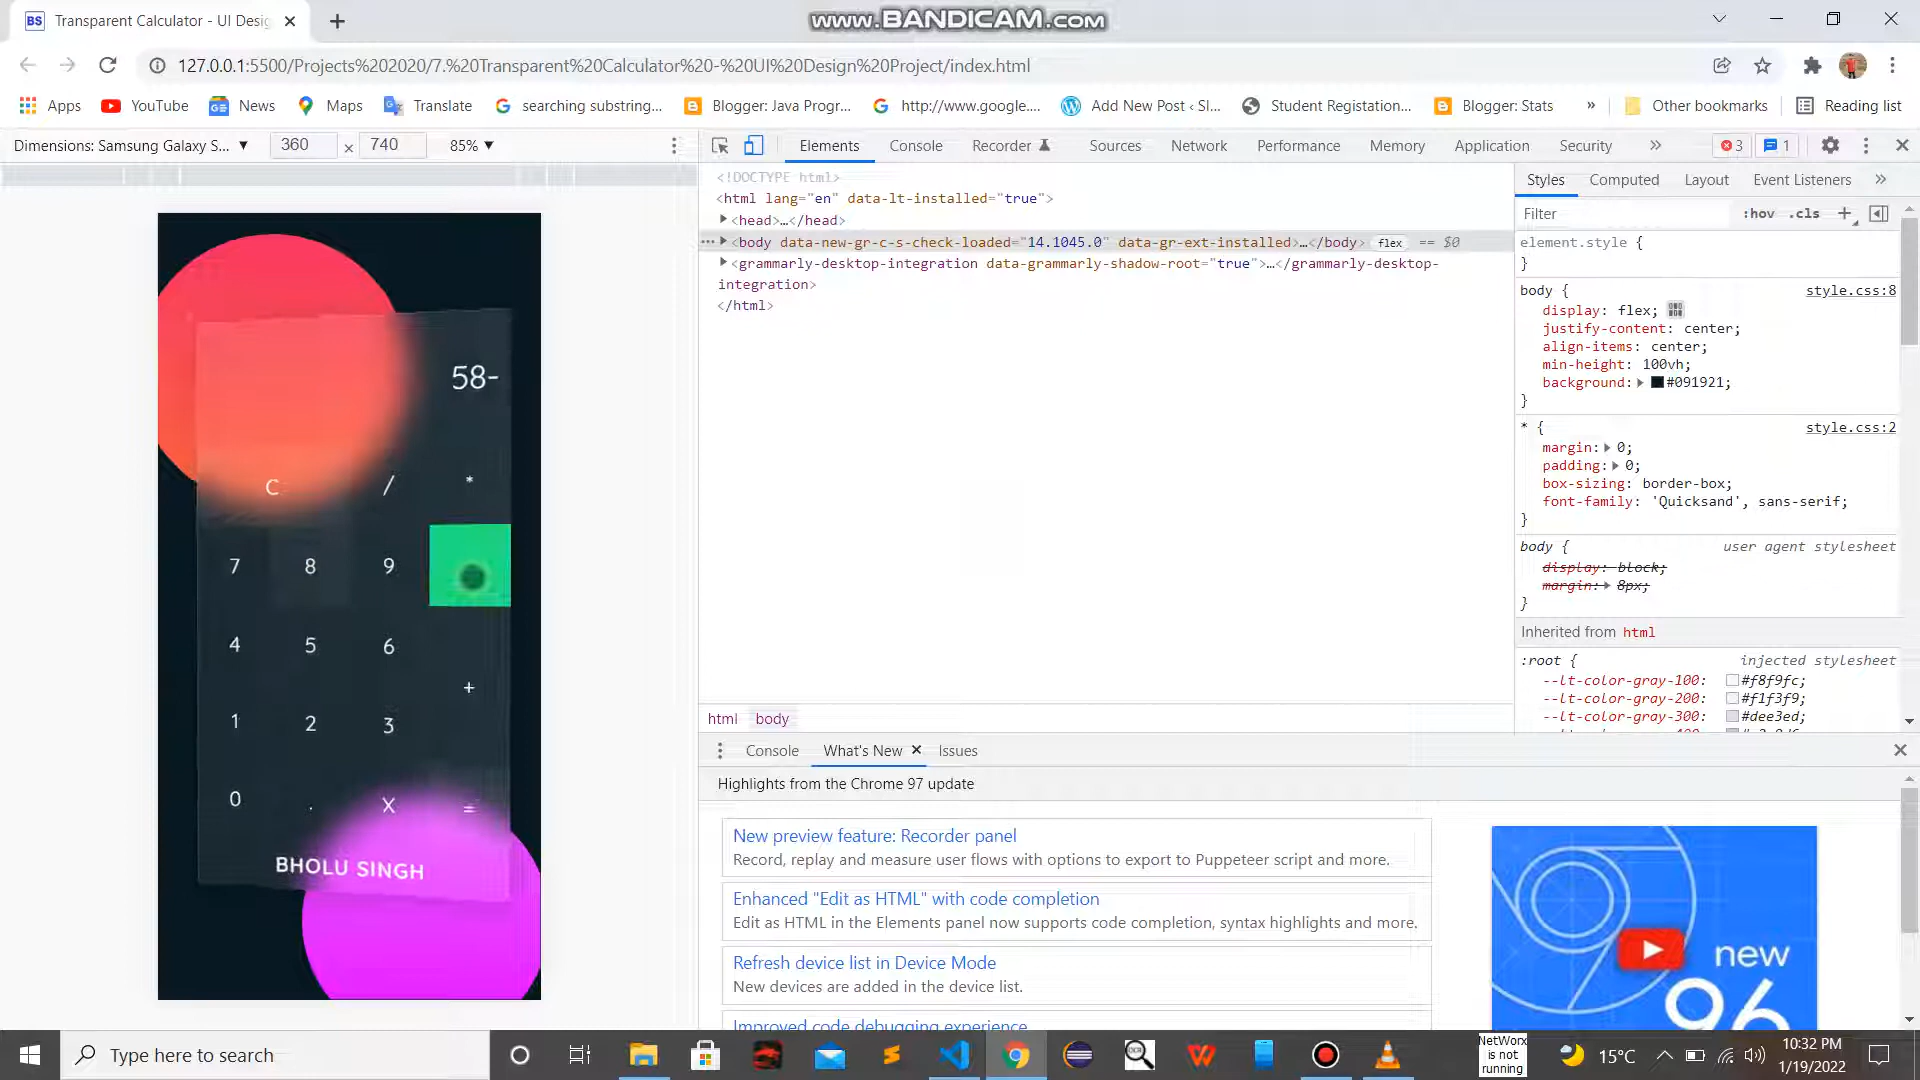 BS Transparent Calculator - UI Desig
www.BANDICAM.com
127.0.0.1:5500/Projects%202020/7.%20Transparent%20Calculator%20-%20UI%20Design%20Project/index.html
Apps YouTube News Maps Translate searching substring... Blogger: Java Progr... http://www.google.... Add New Post ‹ Sl... Student Registation... Blogger: Stats » Other bookmarks Reading list
Dimensions: Samsung Galaxy S... 360 × 740 85%
Elements Console Recorder Sources Network Performance Memory Application Security » 3 1
58-
C / *
7 8 9
4 5 6
+
1 2 3
0 . X =
BHOLU SINGH
<!DOCTYPE html>
<html lang="en" data-lt-installed="true">
<head>…</head>
<body data-new-gr-c-s-check-loaded="14.1045.0" data-gr-ext-installed>…</body> flex == $0
<grammarly-desktop-integration data-grammarly-shadow-root="true">…</grammarly-desktop-
integration>
</html>
html body
Styles Computed Layout Event Listeners »
Filter :hov .cls +
element.style {
}
body { style.css:8
display: flex;
justify-content: center;
align-items: center;
min-height: 100vh;
background: #091921;
}
* { style.css:2
margin: 0;
padding: 0;
box-sizing: border-box;
font-family: 'Quicksand', sans-serif;
}
body { user agent stylesheet
display: block;
margin: 8px;
}
Inherited from html
:root { injected stylesheet
--lt-color-gray-100: #f8f9fc;
--lt-color-gray-200: #f1f3f9;
--lt-color-gray-300: #dee3ed;
Console What's New Issues
Highlights from the Chrome 97 update
New preview feature: Recorder panel
Record, replay and measure user flows with options to export to Puppeteer script and more.
Enhanced "Edit as HTML" with code completion
Edit as HTML in the Elements panel now supports code completion, syntax highlights and more.
Refresh device list in Device Mode
New devices are added in the device list.
Improved code debugging experience
new
96
Type here to search
OCR
NetWorx
is not
running
15°C
10:32 PM
1/19/2022